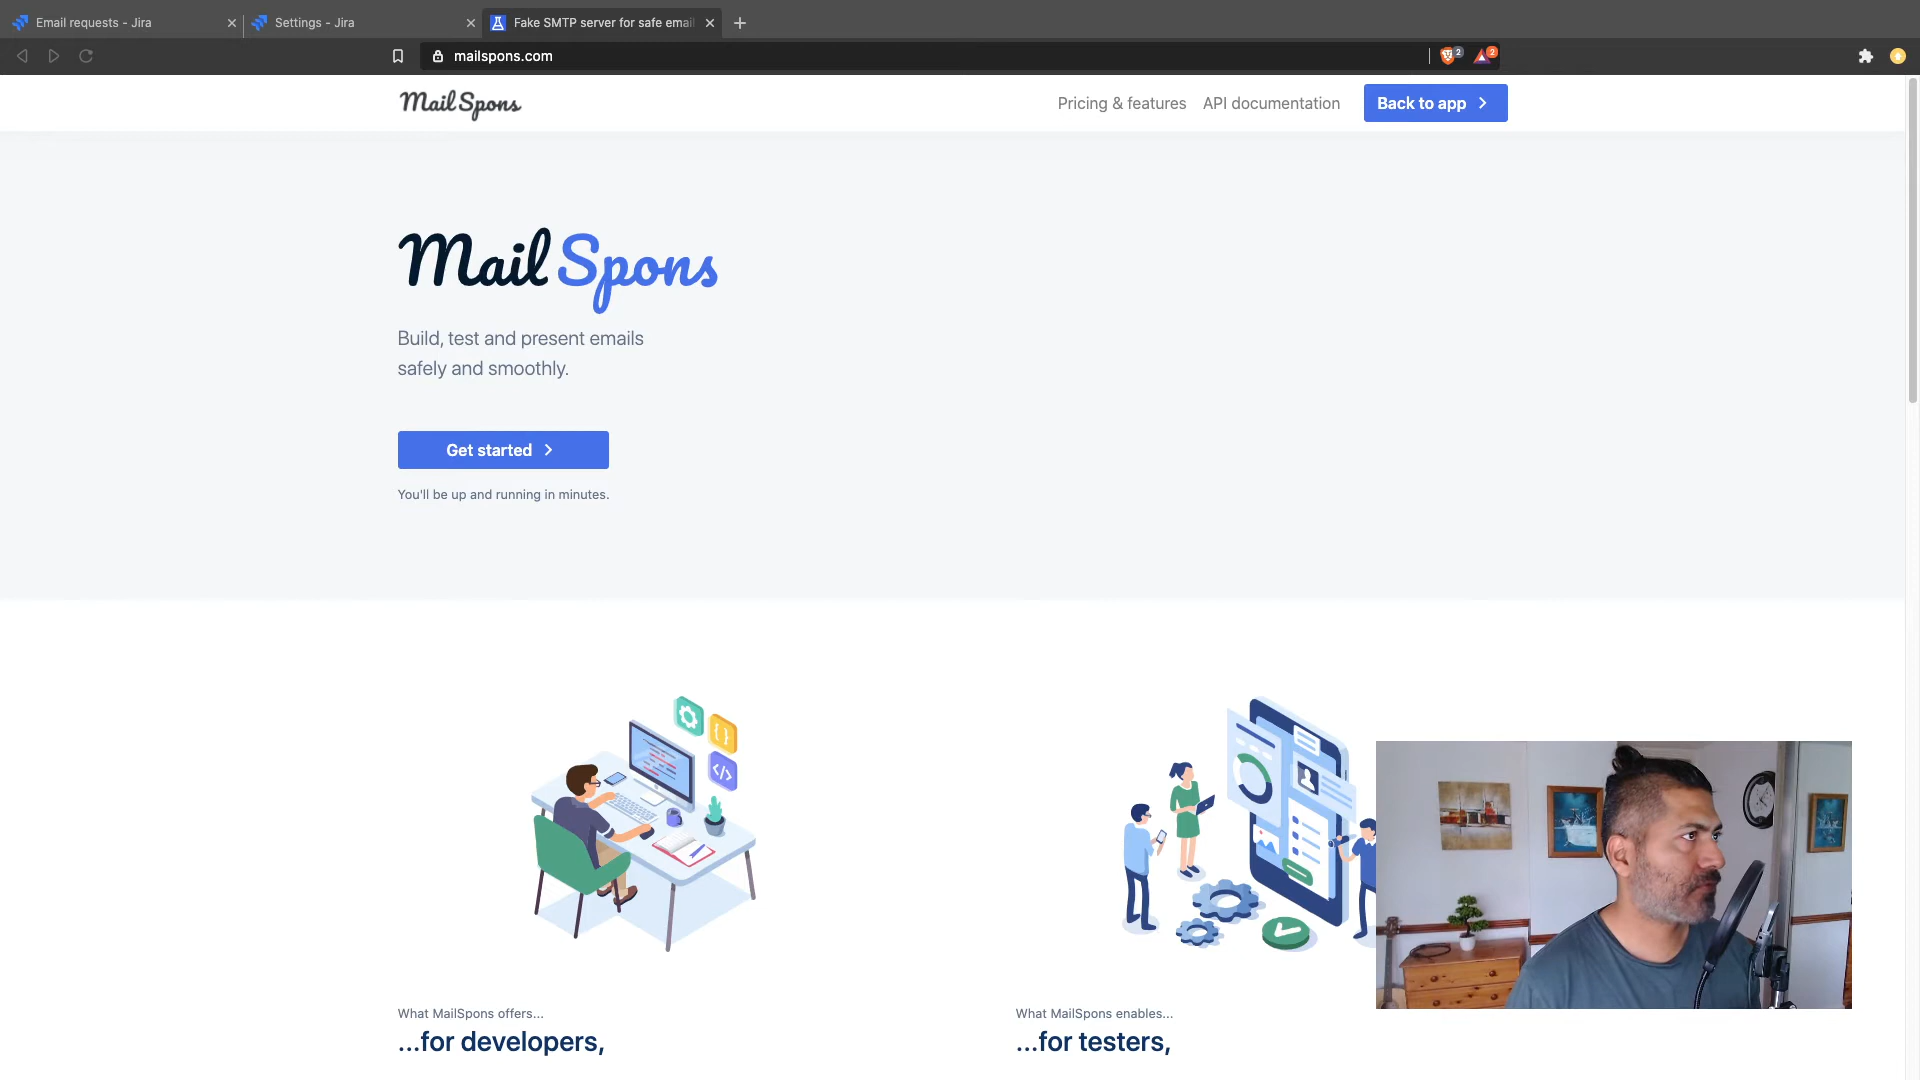 Email requests - Jira
Settings - Jira
Fake SMTP server for safe email
mailspons.com
2
2
MailSpons
Pricing & features
API documentation
Back to app
MailSpons
Build, test and present emails
safely and smoothly.
Get started
You'll be up and running in minutes.
What MailSpons offers...
...for developers,
What MailSpons enables...
...for testers,